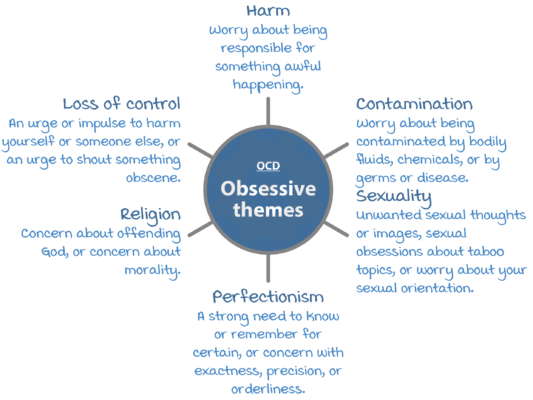 Harm
Worry about being
responsible for
something awful
happening.
Loss of control
An urge or impulse to harm
yourself or someone else, or
an urge to shout something
obscene.
Contamination
Worry about being
contaminated by bodily
fluids, chemicals, or by
germs or disease.
OCD
Obsessive
themes
Religion
Concern about offending
God, or concern about
morality.
Sexuality
Unwanted sexual thoughts
or images, sexual
obsessions about taboo
topics, or worry about your
sexual orientation.
Perfectionism
A strong need to know
or remember for
certain, or concern with
exactness, precision, or
orderliness.